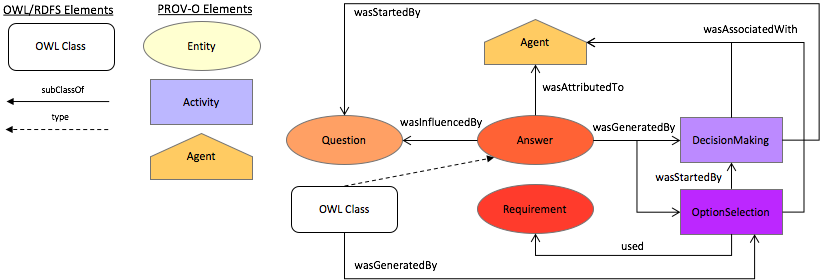 OWL/RDFS Elements
PROV-O Elements
OWL Class
subClassOf
type
Entity
Activity
Agent
wasStartedBy
Agent
wasAssociatedWith
wasAttributedTo
Question
wasInfluencedBy
Answer
wasGeneratedBy
DecisionMaking
wasStartedBy
OWL Class
Requirement
OptionSelection
used
wasGeneratedBy